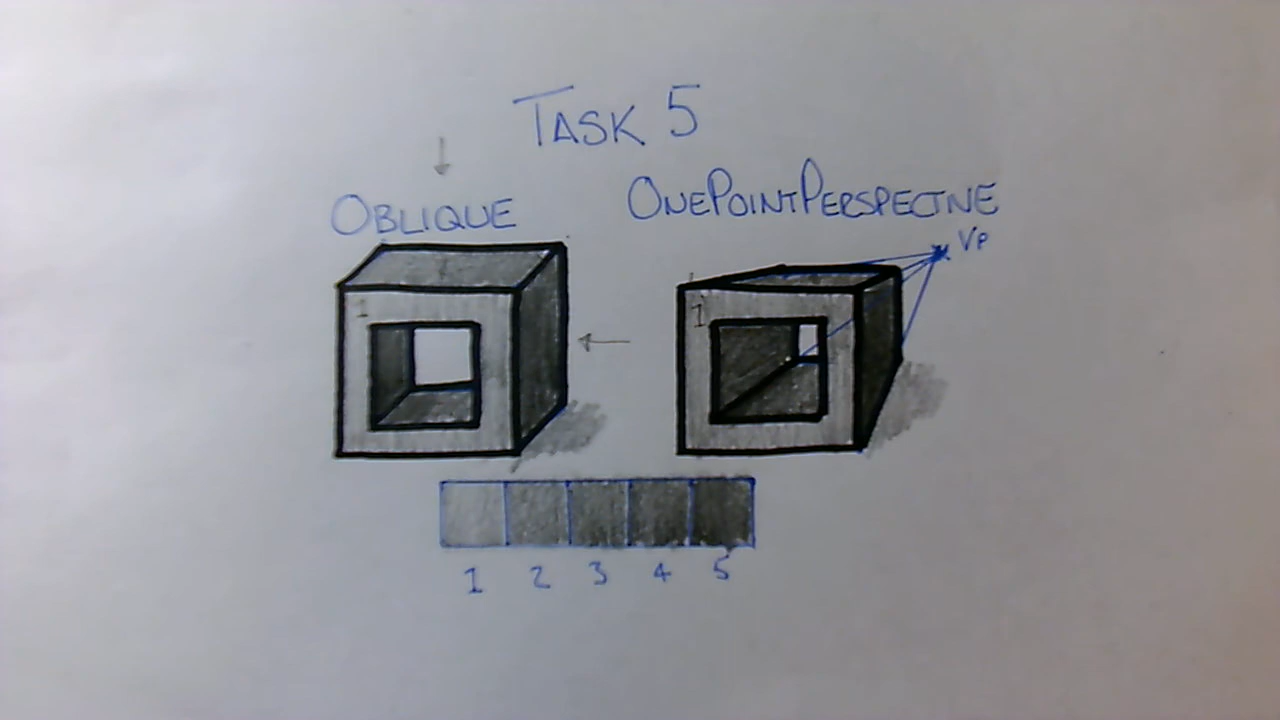 TASK 5
OBLIQUE
ONEPOINTPERSPECTIVE
VP
1
1
1 2 3 4 5